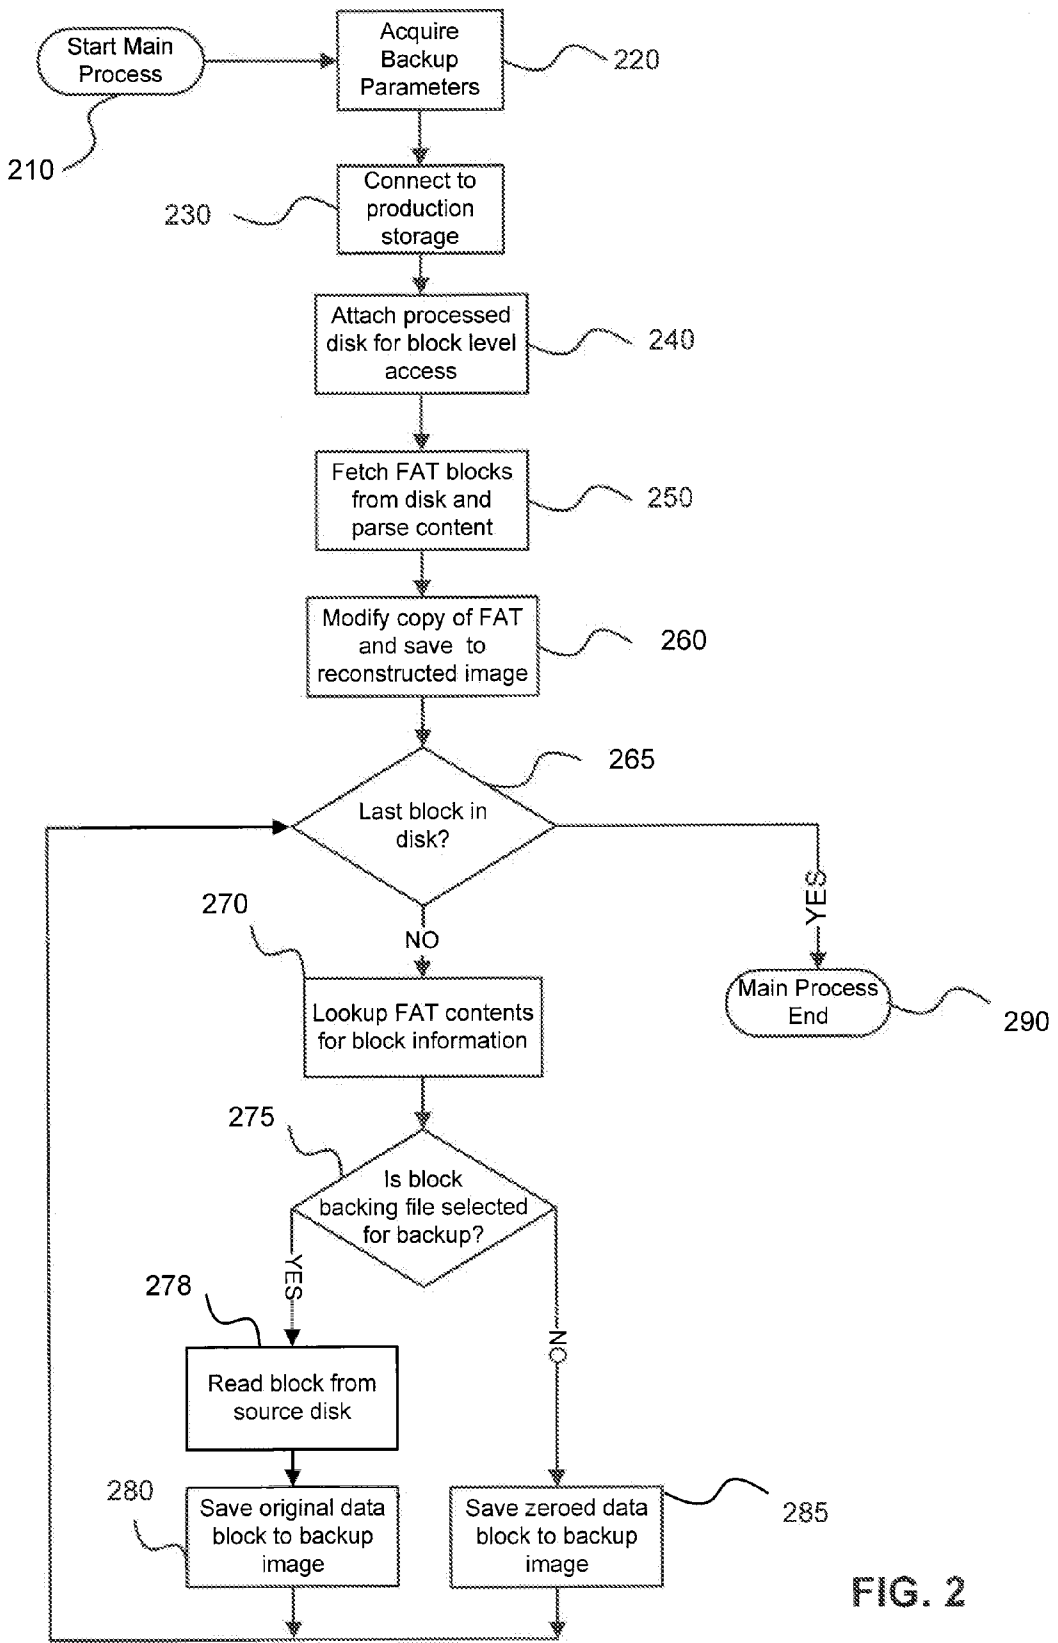 Start Main
Process
210
Acquire
Backup
Parameters
220
Connect to
production
storage
230
Attach processed
disk for block level
access
240
Fetch FAT blocks
from disk and
parse content
250
Modify copy of FAT
and save to
reconstructed image
260
265
Last block in
disk?
YES
NO
270
Lookup FAT contents
for block information
Main Process
End
290
275
Is block
backing file selected
for backup?
YES
NO
278
Read block from
source disk
280
Save original data
block to backup
image
Save zeroed data
block to backup
image
285
FIG. 2